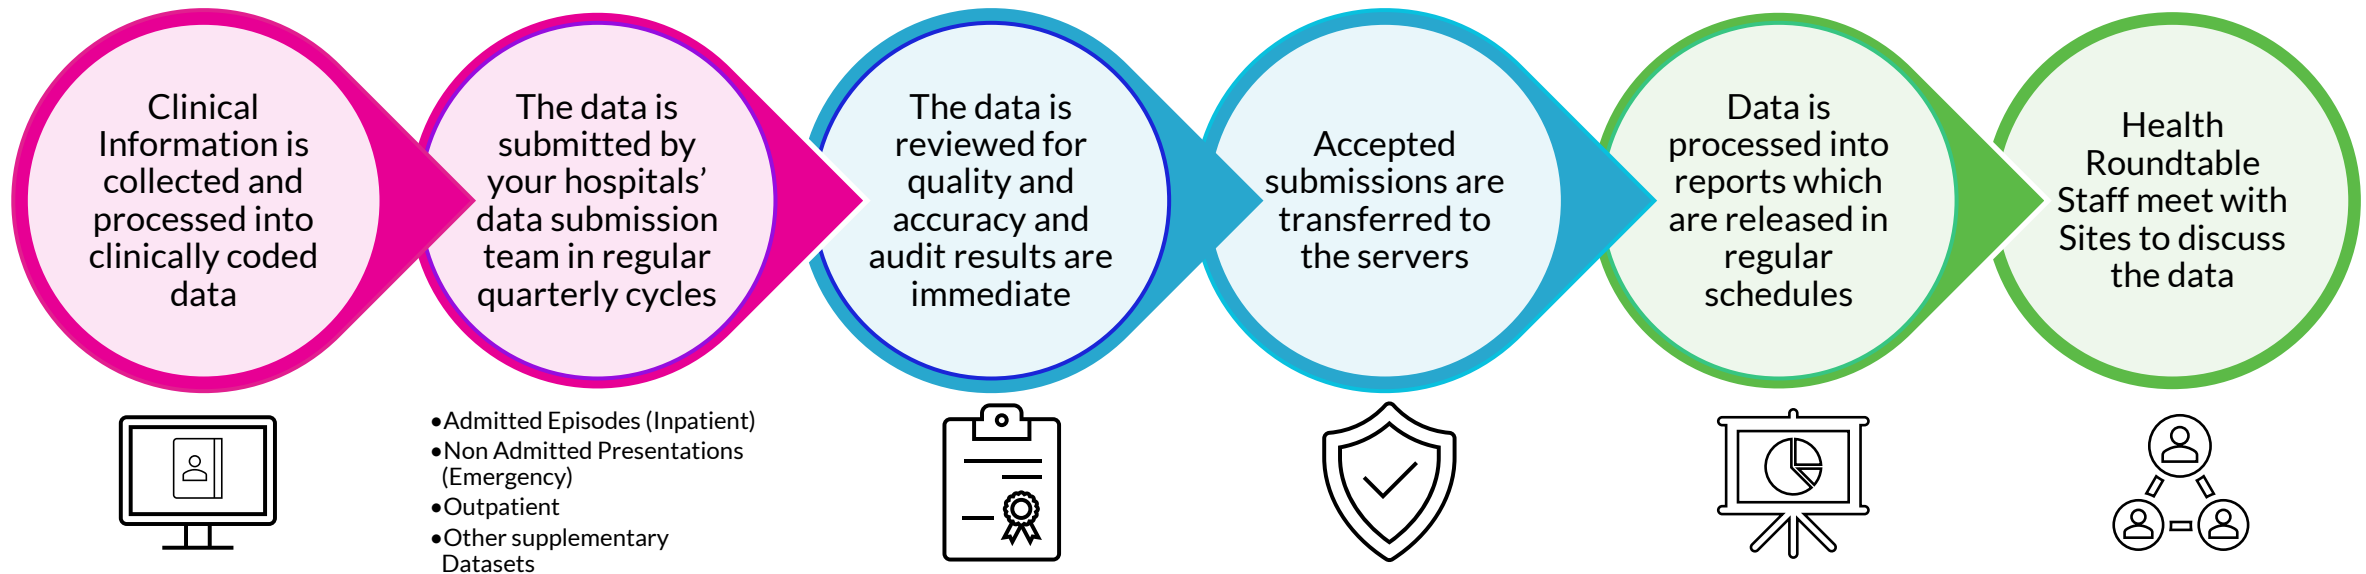 Clinical
Information is
collected and
processed into
clinically coded
data
The data is
submitted by
your hospitals’
data submission
team in regular
quarterly cycles
The data is
reviewed for
quality and
accuracy and
audit results are
immediate
Accepted
submissions are
transferred to
the servers
Data is
processed into
reports which
are released in
regular
schedules
Health
Roundtable
Staff meet with
Sites to discuss
the data
•Admitted Episodes (Inpatient)
•Non Admitted Presentations
(Emergency)
•Outpatient
•Other supplementary
Datasets